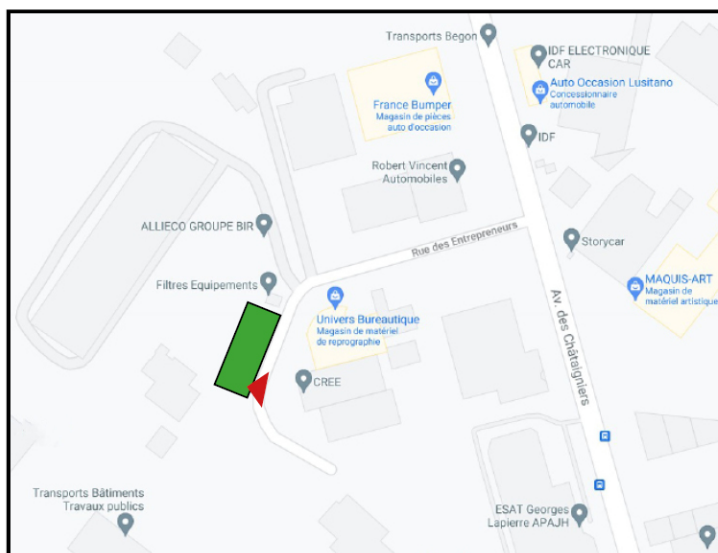 Transports Begon
IDF ELECTRONIQUE
CAR
Auto Occasion Lusitano
Concessionnaire
automobile
France Bumper
Magasin de pièces
auto d'occasion
IDF
Robert Vincent
Automobiles
ALLIECO GROUPE BIR
Rue des Entrepreneurs
Storycar
Filtres Equipements
MAQUIS-ART
Magasin de
matériel artistique
Univers Bureautique
Magasin de matériel
de reprographie
Av. des Châtaigniers
CREE
Transports Bâtiments
Travaux publics
ESAT Georges
Lapierre APAJH